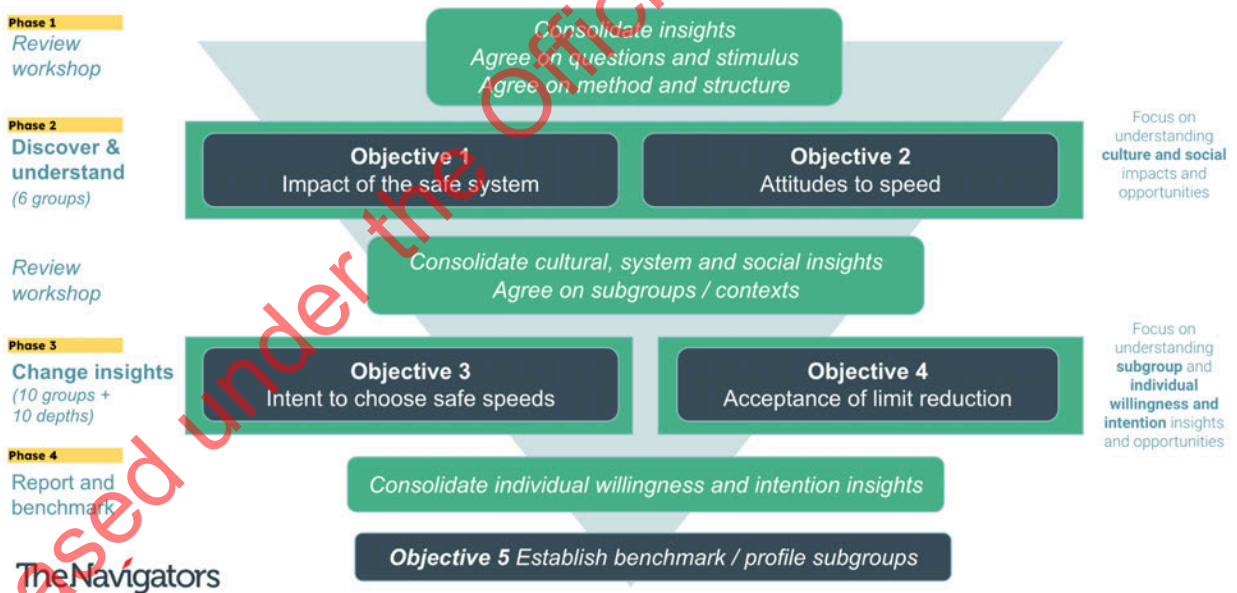 Phase 1
Review
workshop
Consolidate insights
Agree on questions and stimulus
Agree on method and structure
Phase 2
Discover &
understand
(6 groups)
Objective 1
Impact of the safe system
Objective 2
Attitudes to speed
Focus on
understanding
culture and social
impacts and
opportunities
Review
workshop
Consolidate cultural, system and social insights
Agree on subgroups / contexts
Phase 3
Change insights
(10 groups +
10 depths)
Objective 3
Intent to choose safe speeds
Objective 4
Acceptance of limit reduction
Focus on
understanding
subgroup and
individual
willingness and
intention insights
and opportunities
Phase 4
Report and
benchmark
Consolidate individual willingness and intention insights
Objective 5 Establish benchmark / profile subgroups
TheNavigators
ased under the Offic